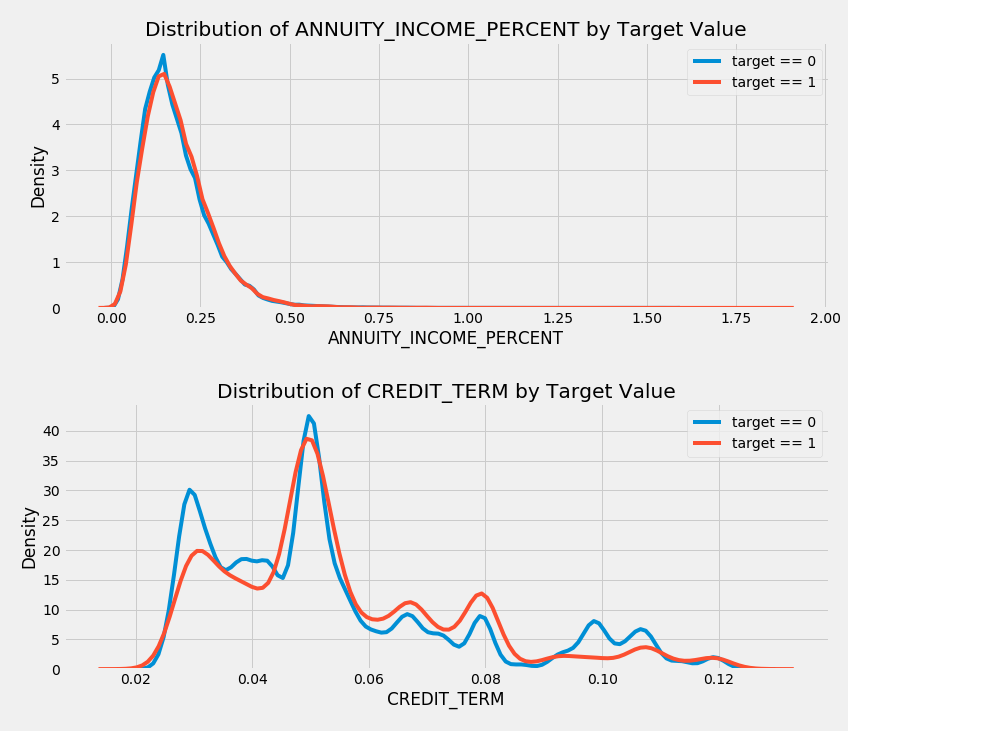 Distribution of ANNUITY_INCOME_PERCENT by Target Value
target == 0
target == 1
Density
5
4
3
2
1
0
0.00 0.25 0.50 0.75 1.00 1.25 1.50 1.75 2.00
ANNUITY_INCOME_PERCENT
Distribution of CREDIT_TERM by Target Value
target == 0
target == 1
Density
40
35
30
25
20
15
10
5
0
0.02 0.04 0.06 0.08 0.10 0.12
CREDIT_TERM